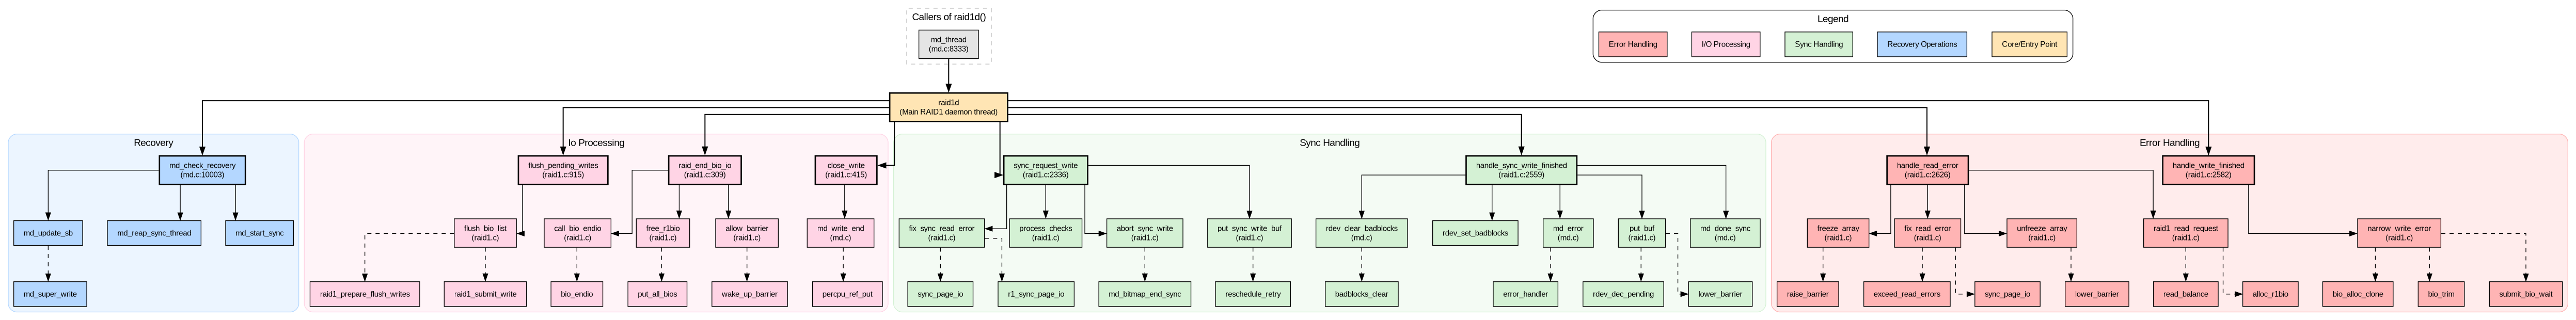 Callers of raid1d()
md_thread
(md.c:8333)
Legend
Error Handling
I/O Processing
Sync Handling
Recovery Operations
Core/Entry Point
raid1d
(Main RAID1 daemon thread)
Recovery
md_check_recovery
(md.c:10003)
md_update_sb
md_reap_sync_thread
md_start_sync
md_super_write
Io Processing
flush_pending_writes
(raid1.c:915)
raid_end_bio_io
(raid1.c:309)
close_write
(raid1.c:415)
flush_bio_list
(raid1.c)
call_bio_endio
(raid1.c)
free_r1bio
(raid1.c)
allow_barrier
(raid1.c)
md_write_end
(md.c)
raid1_prepare_flush_writes
raid1_submit_write
bio_endio
put_all_bios
wake_up_barrier
percpu_ref_put
Sync Handling
sync_request_write
(raid1.c:2336)
handle_sync_write_finished
(raid1.c:2559)
fix_sync_read_error
(raid1.c)
process_checks
(raid1.c)
abort_sync_write
(raid1.c)
put_sync_write_buf
(raid1.c)
rdev_clear_badblocks
(md.c)
rdev_set_badblocks
md_error
(md.c)
put_buf
(raid1.c)
md_done_sync
(md.c)
sync_page_io
r1_sync_page_io
md_bitmap_end_sync
reschedule_retry
badblocks_clear
error_handler
rdev_dec_pending
lower_barrier
Error Handling
handle_read_error
(raid1.c:2626)
handle_write_finished
(raid1.c:2582)
freeze_array
(raid1.c)
fix_read_error
(raid1.c)
unfreeze_array
(raid1.c)
raid1_read_request
(raid1.c)
narrow_write_error
(raid1.c)
raise_barrier
exceed_read_errors
sync_page_io
lower_barrier
read_balance
alloc_r1bio
bio_alloc_clone
bio_trim
submit_bio_wait